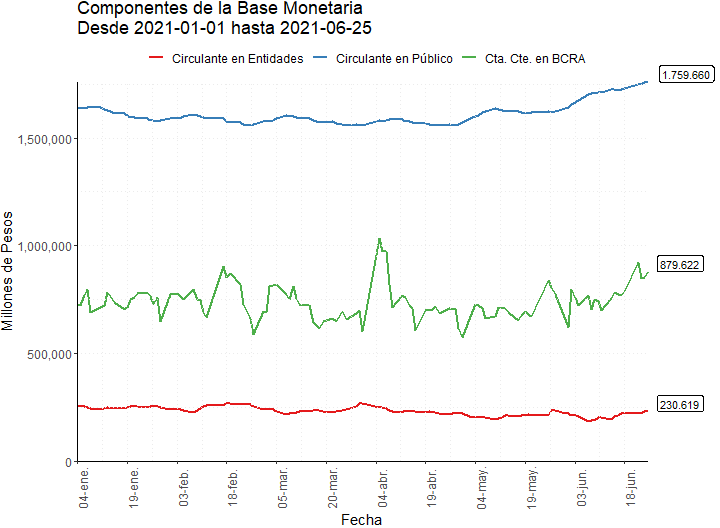 Componentes de la Base Monetaria
Desde 2021-01-01 hasta 2021-06-25
Circulante en Entidades Circulante en Público Cta. Cte. en BCRA
1.759.660
1,500,000
1,000,000
879.622
500,000
230.619
0
Millones de Pesos
04-ene. 19-ene. 03-feb. 18-feb. 05-mar. 20-mar. 04-abr. 19-abr. 04-may. 19-may. 03-jun. 18-jun.
Fecha